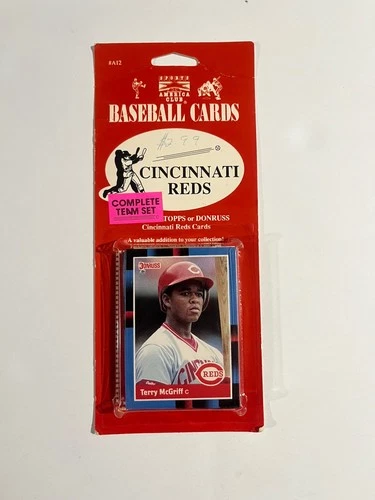 #A12
SPORTS
AMERICA
CLUB
BASEBALL CARDS
$2.99
®
CINCINNATI
REDS
COMPLETE
TEAM SET
TOPPS or DONRUSS
Cincinnati Reds Cards
A valuable addition to your collection!
DONRUSS
REDS
Terry McGriff C